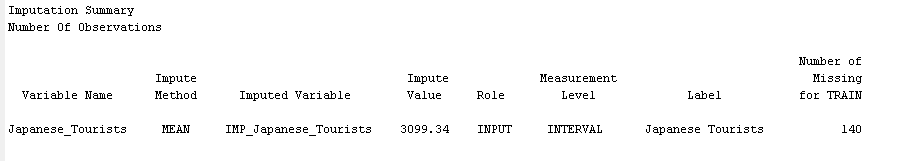 Imputation Summary
Number Of Observations
Number of
Impute Impute Measurement Missing
Variable Name Method Imputed Variable Value Role Level Label for TRAIN
Japanese_Tourists MEAN IMP_Japanese_Tourists 3099.34 INPUT INTERVAL Japanese Tourists 140